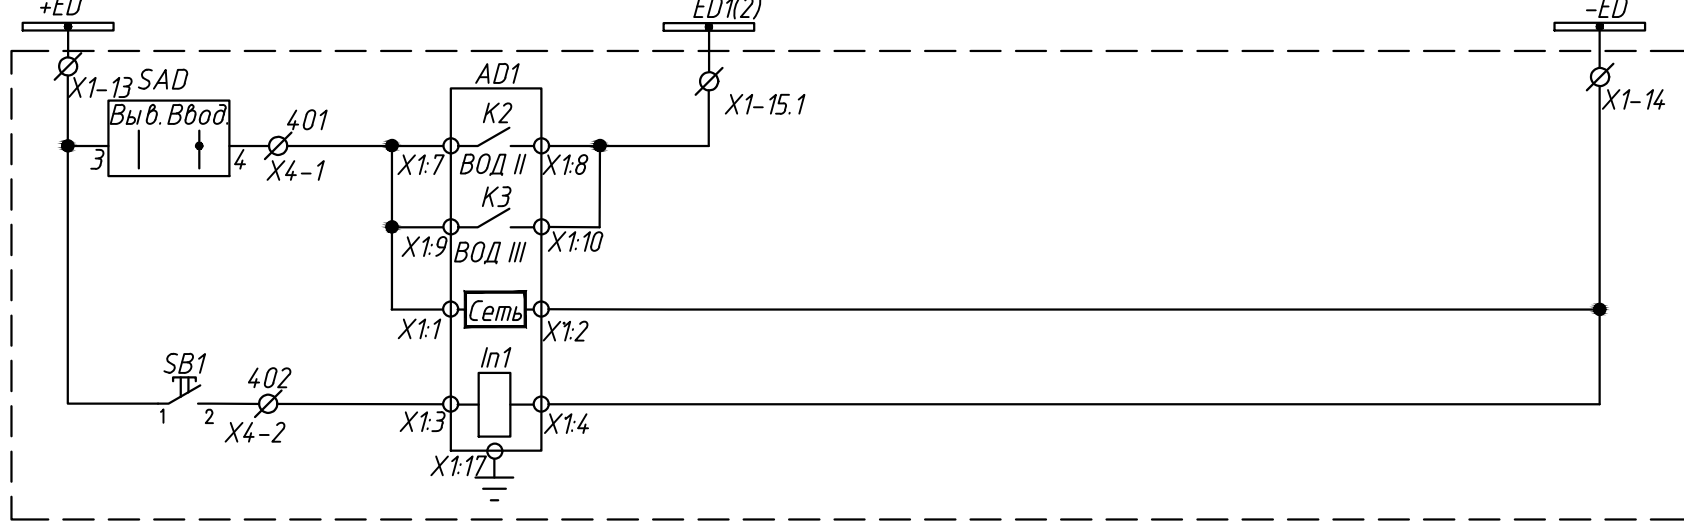 +ED
ED1(2)
-ED
X1-13
SAD
AD1
X1-15.1
X1-14
Выв. Ввод.
3
4
401
X4-1
K2
X1:7
ВОД II
X1:8
K3
X1:9
ВОД III
X1:10
X1:1
Сеть
X1:2
SB1
402
In1
1
2
X4-2
X1:3
X1:4
X1:17